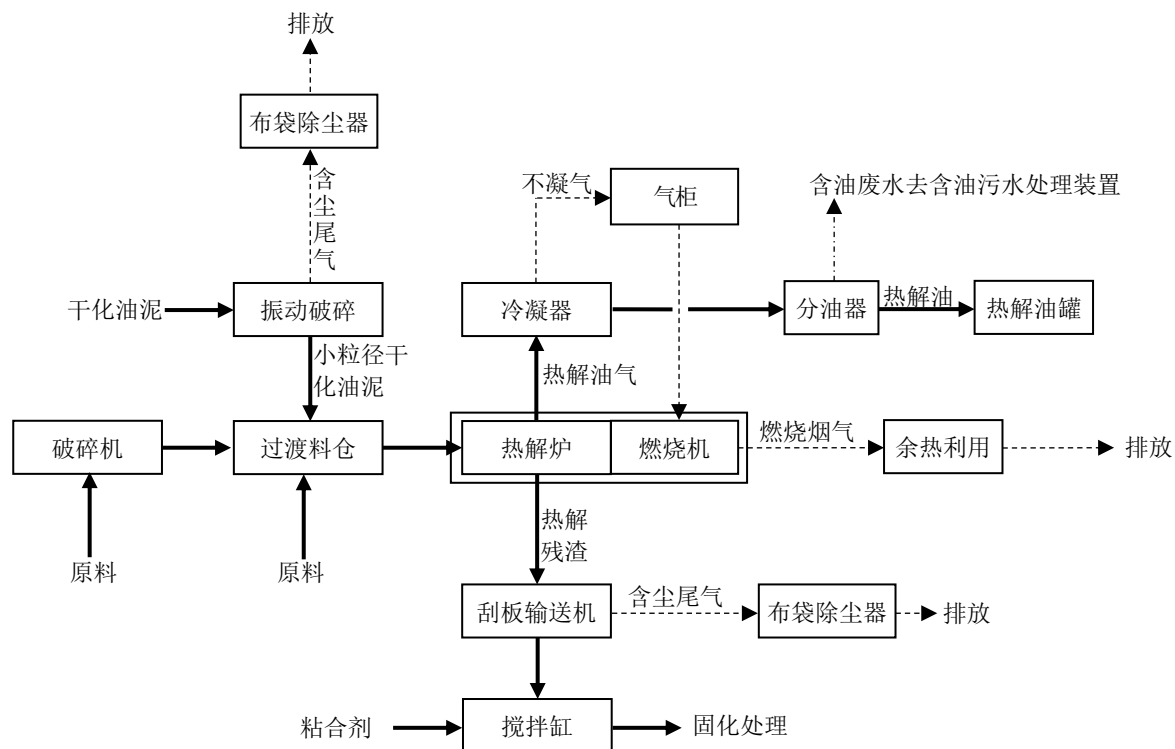 排放
布袋除尘器
含
尘
尾
气
不凝气
气柜
含油废水去含油污水处理装置
干化油泥
振动破碎
冷凝器
分油器
热解油
热解油罐
小粒径干
化油泥
热解油气
破碎机
过渡料仓
热解炉
燃烧机
燃烧烟气
余热利用
排放
原料
原料
热解
残渣
刮板输送机
含尘尾气
布袋除尘器
排放
粘合剂
搅拌缸
固化处理